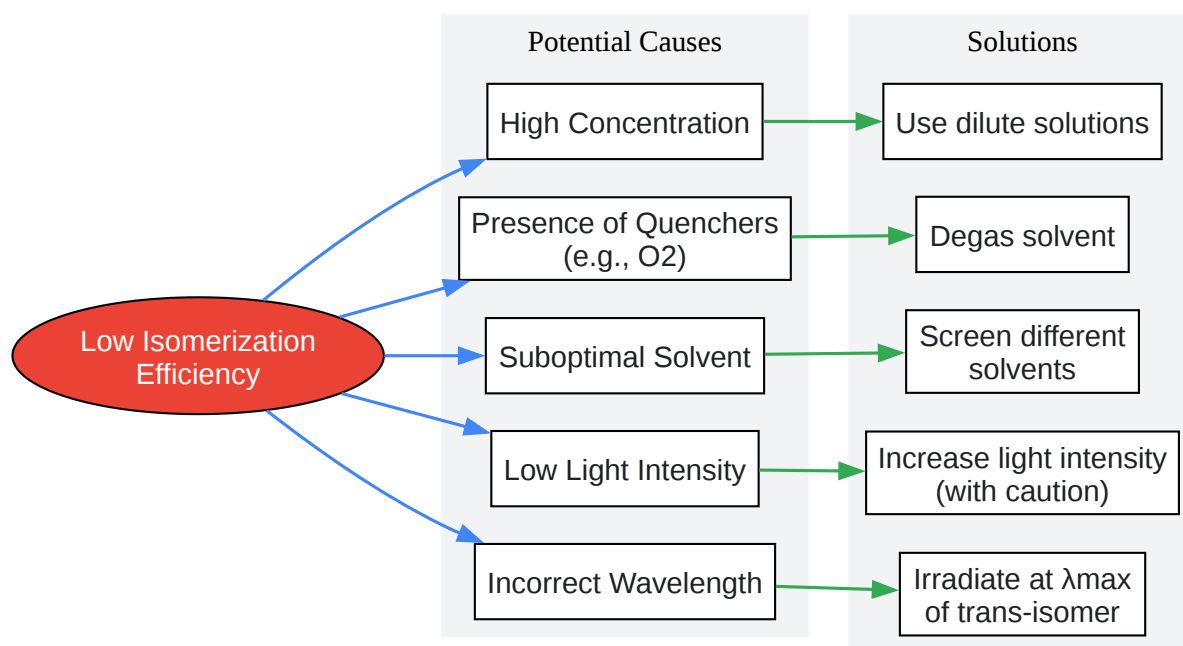 Potential Causes
Solutions
High Concentration
Use dilute solutions
Presence of Quenchers
(e.g., O2)
Degas solvent
Low Isomerization
Efficiency
Suboptimal Solvent
Screen different
solvents
Low Light Intensity
Increase light intensity
(with caution)
Incorrect Wavelength
Irradiate at λmax
of trans-isomer